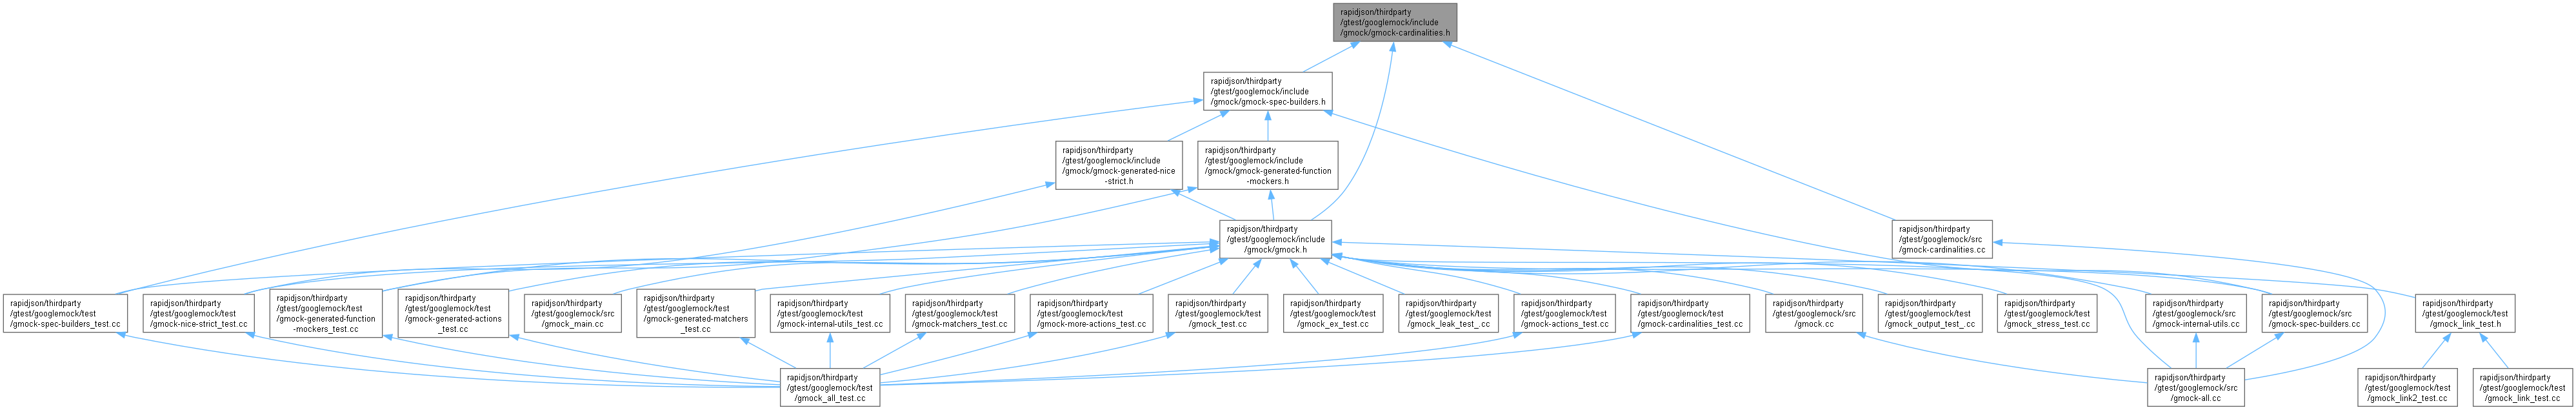 rapidjson/thirdparty
/gtest/googlemock/include
/gmock/gmock-cardinalities.h
rapidjson/thirdparty
/gtest/googlemock/include
/gmock/gmock-spec-builders.h
rapidjson/thirdparty
/gtest/googlemock/include
/gmock/gmock-generated-nice
-strict.h
rapidjson/thirdparty
/gtest/googlemock/include
/gmock/gmock-generated-function
-mockers.h
rapidjson/thirdparty
/gtest/googlemock/include
/gmock/gmock.h
rapidjson/thirdparty
/gtest/googlemock/src
/gmock-cardinalities.cc
rapidjson/thirdparty
/gtest/googlemock/test
/gmock-spec-builders_test.cc
rapidjson/thirdparty
/gtest/googlemock/test
/gmock-nice-strict_test.cc
rapidjson/thirdparty
/gtest/googlemock/test
/gmock-generated-function
-mockers_test.cc
rapidjson/thirdparty
/gtest/googlemock/test
/gmock-generated-actions
_test.cc
rapidjson/thirdparty
/gtest/googlemock/src
/gmock_main.cc
rapidjson/thirdparty
/gtest/googlemock/test
/gmock-generated-matchers
_test.cc
rapidjson/thirdparty
/gtest/googlemock/test
/gmock-internal-utils_test.cc
rapidjson/thirdparty
/gtest/googlemock/test
/gmock-matchers_test.cc
rapidjson/thirdparty
/gtest/googlemock/test
/gmock-more-actions_test.cc
rapidjson/thirdparty
/gtest/googlemock/test
/gmock_test.cc
rapidjson/thirdparty
/gtest/googlemock/test
/gmock_ex_test.cc
rapidjson/thirdparty
/gtest/googlemock/test
/gmock_leak_test_.cc
rapidjson/thirdparty
/gtest/googlemock/test
/gmock-actions_test.cc
rapidjson/thirdparty
/gtest/googlemock/test
/gmock-cardinalities_test.cc
rapidjson/thirdparty
/gtest/googlemock/src
/gmock.cc
rapidjson/thirdparty
/gtest/googlemock/test
/gmock_output_test_.cc
rapidjson/thirdparty
/gtest/googlemock/test
/gmock_stress_test.cc
rapidjson/thirdparty
/gtest/googlemock/src
/gmock-internal-utils.cc
rapidjson/thirdparty
/gtest/googlemock/src
/gmock-spec-builders.cc
rapidjson/thirdparty
/gtest/googlemock/test
/gmock_link_test.h
rapidjson/thirdparty
/gtest/googlemock/test
/gmock_all_test.cc
rapidjson/thirdparty
/gtest/googlemock/src
/gmock-all.cc
rapidjson/thirdparty
/gtest/googlemock/test
/gmock_link2_test.cc
rapidjson/thirdparty
/gtest/googlemock/test
/gmock_link_test.cc